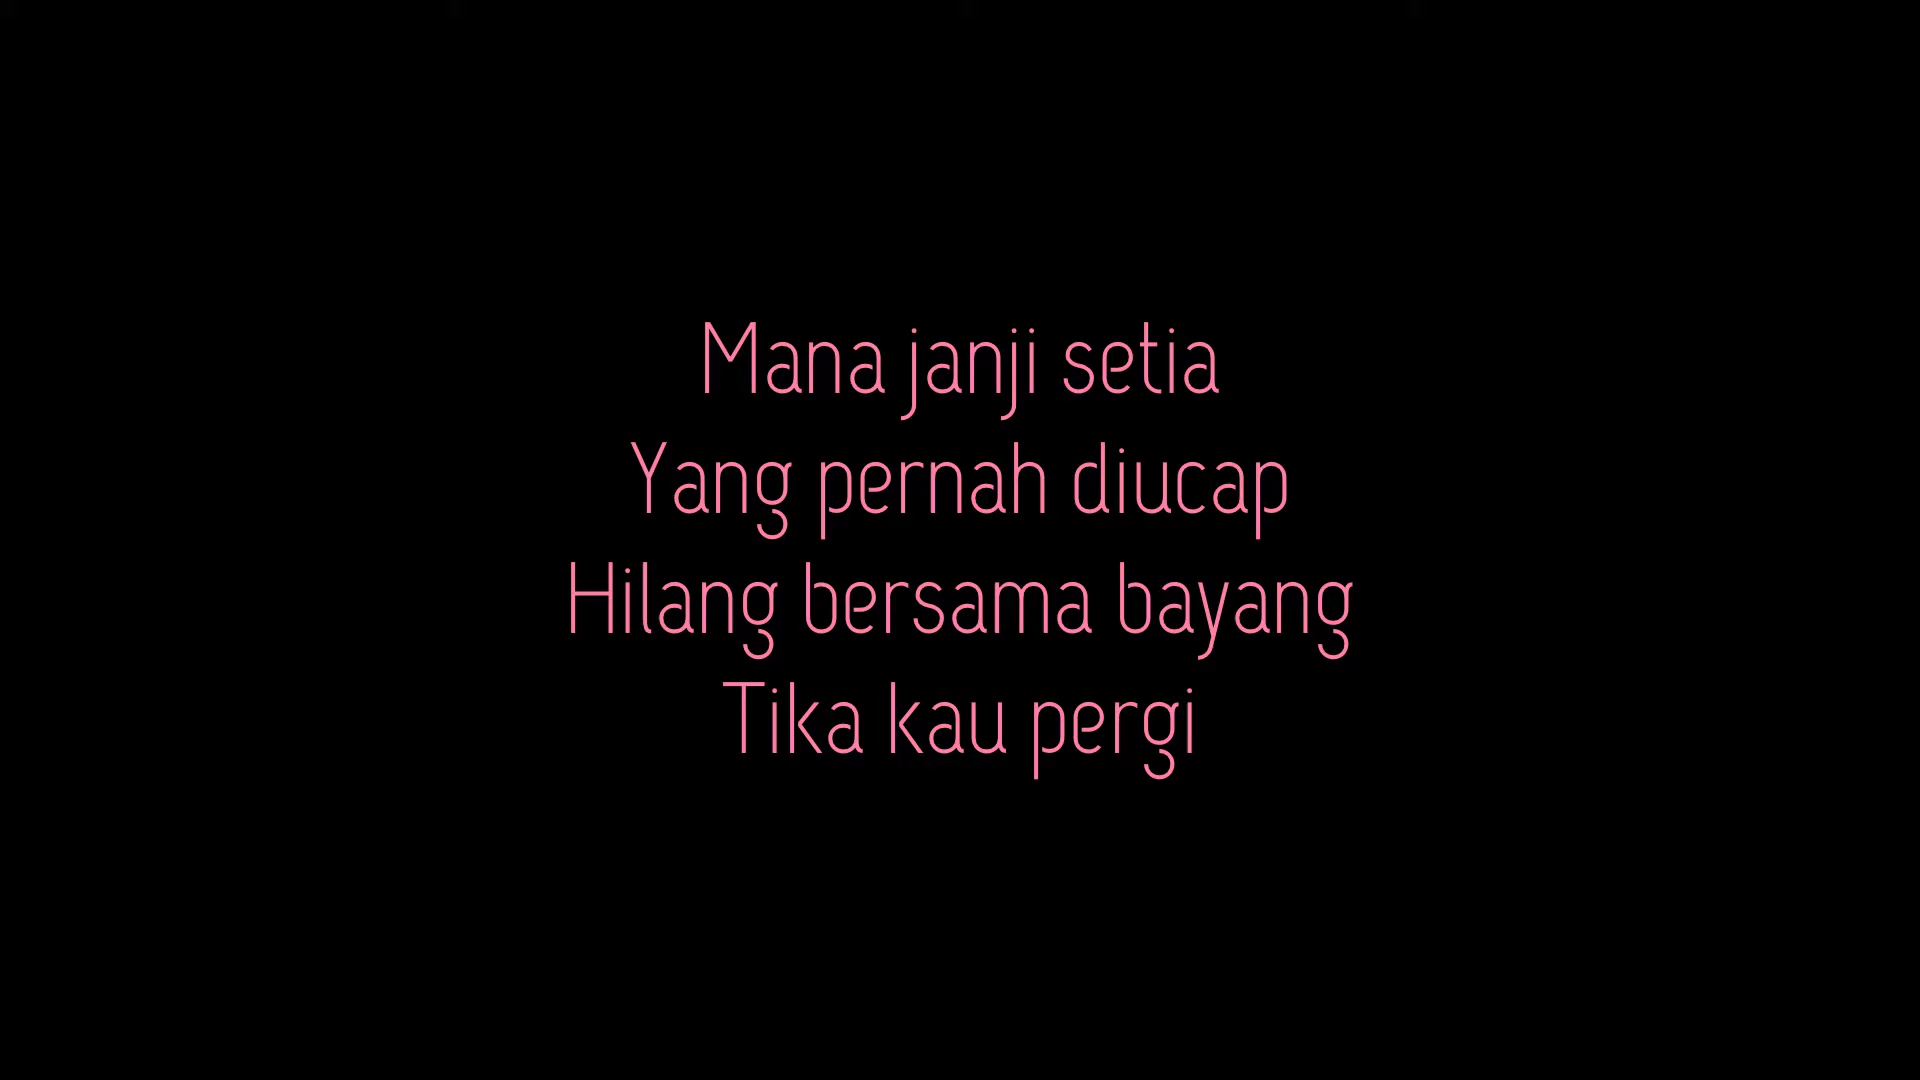 Mana janji setia
Yang pernah diucap
Hilang bersama bayang
Tika kau pergi